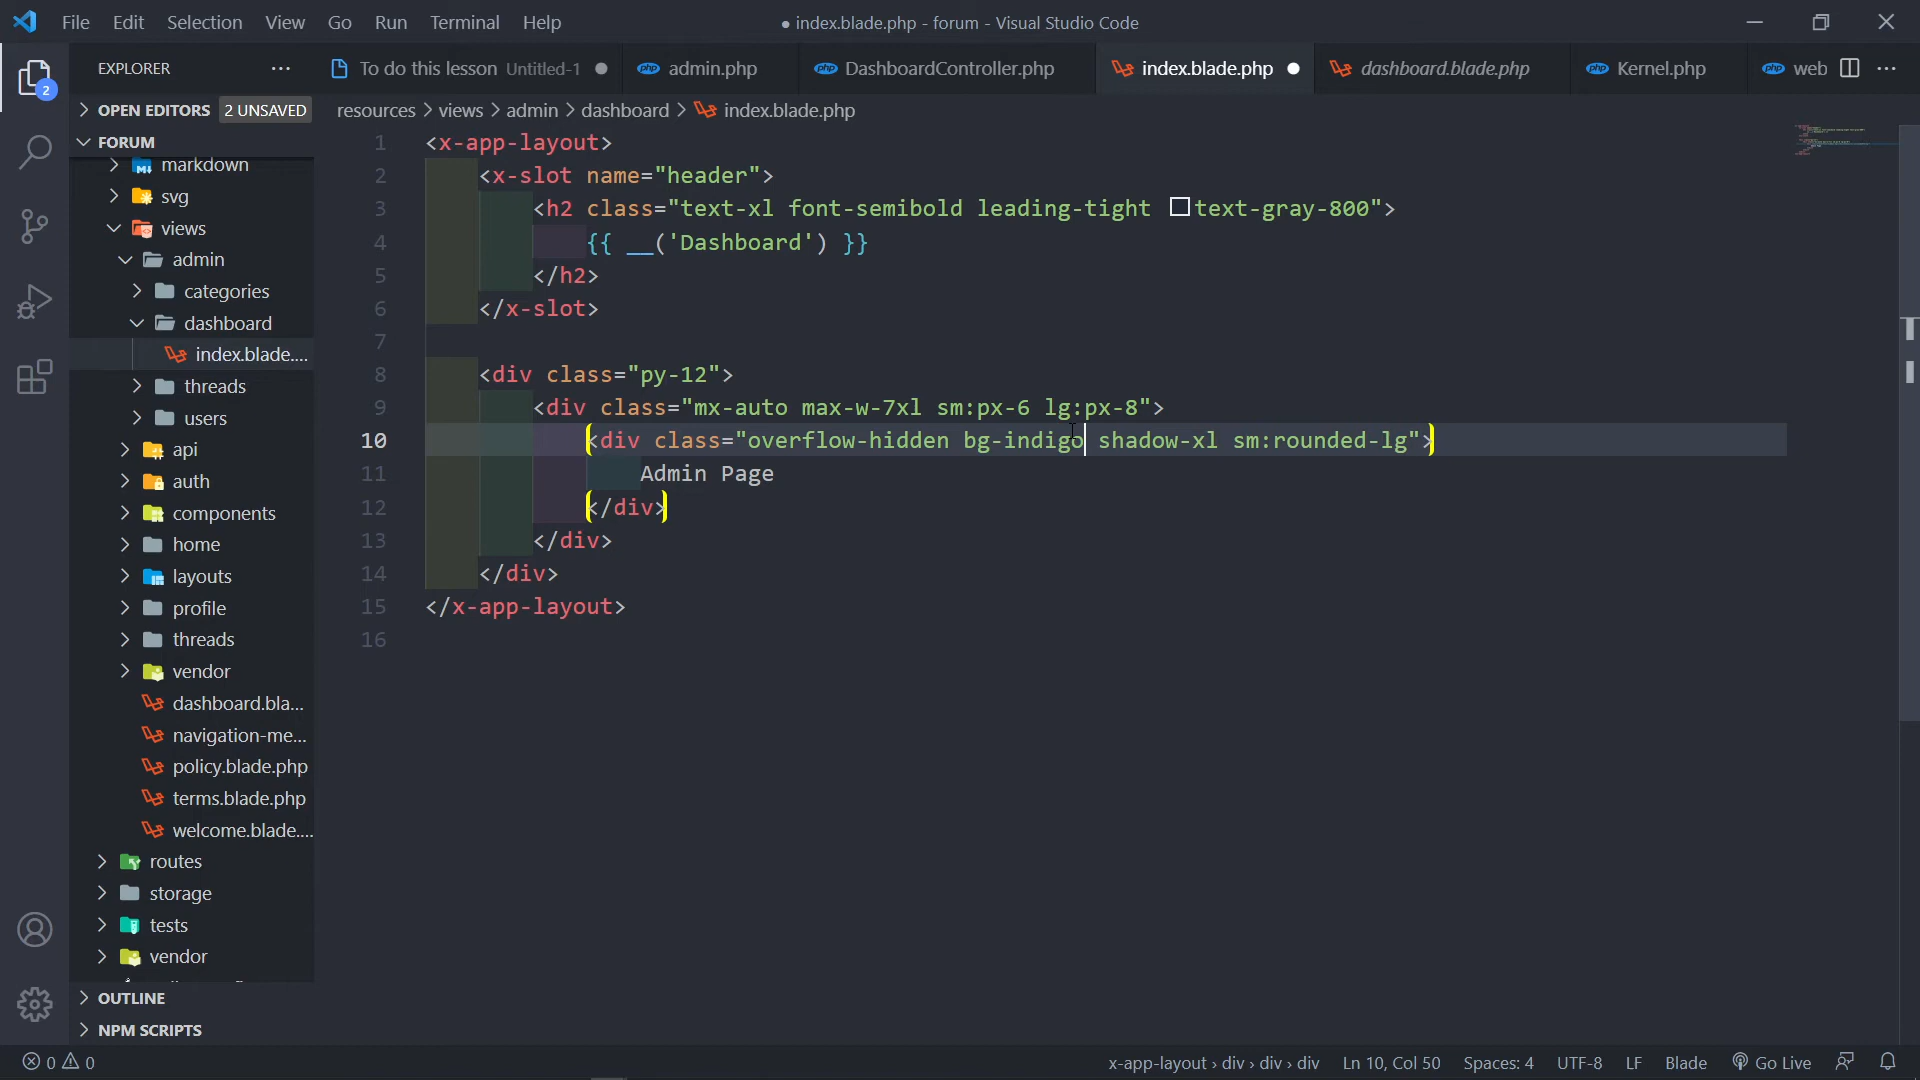 File Edit Selection View Go Run Terminal Help
● index.blade.php - forum - Visual Studio Code
EXPLORER
To do this lesson Untitled-1
admin.php
DashboardController.php
index.blade.php
dashboard.blade.php
Kernel.php
web
OPEN EDITORS 2 UNSAVED
resources > views > admin > dashboard > index.blade.php
FORUM
markdown
svg
views
admin
categories
dashboard
index.blade....
threads
users
api
auth
components
home
layouts
profile
threads
vendor
dashboard.bla...
navigation-me...
policy.blade.php
terms.blade.php
welcome.blade....
routes
storage
tests
vendor
OUTLINE
NPM SCRIPTS
2
1 <x-app-layout>
2 <x-slot name="header">
3 <h2 class="text-xl font-semibold leading-tight text-gray-800">
4 {{ __('Dashboard') }}
5 </h2>
6 </x-slot>
7
8 <div class="py-12">
9 <div class="mx-auto max-w-7xl sm:px-6 lg:px-8">
10 <div class="overflow-hidden bg-indigo shadow-xl sm:rounded-lg">
11 Admin Page
12 </div>
13 </div>
14 </div>
15 </x-app-layout>
16
0 0
x-app-layout › div › div › div
Ln 10, Col 50
Spaces: 4
UTF-8
LF
Blade
Go Live